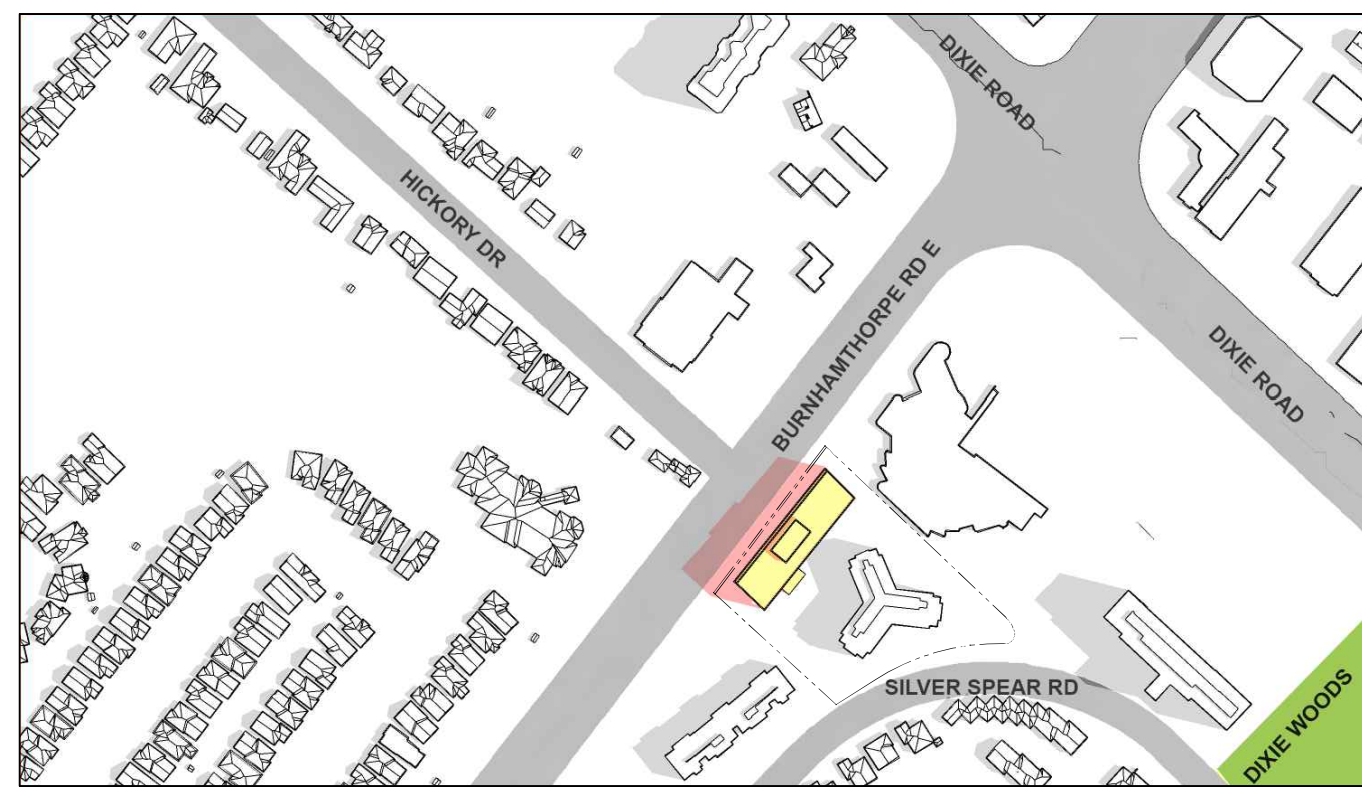 DIXIE ROAD
HICKORY DR
BURNHAMTHORPE RD E
DIXIE ROAD
SILVER SPEAR RD
DIXIE WOODS